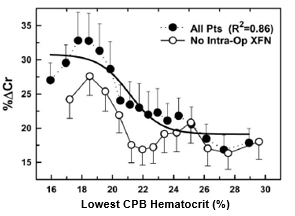 All Pts (R²=0.86)
No Intra-Op XFN
%ΔCr
35
30
25
20
15
16 18 20 22 24 26 28 30
Lowest CPB Hematocrit (%)